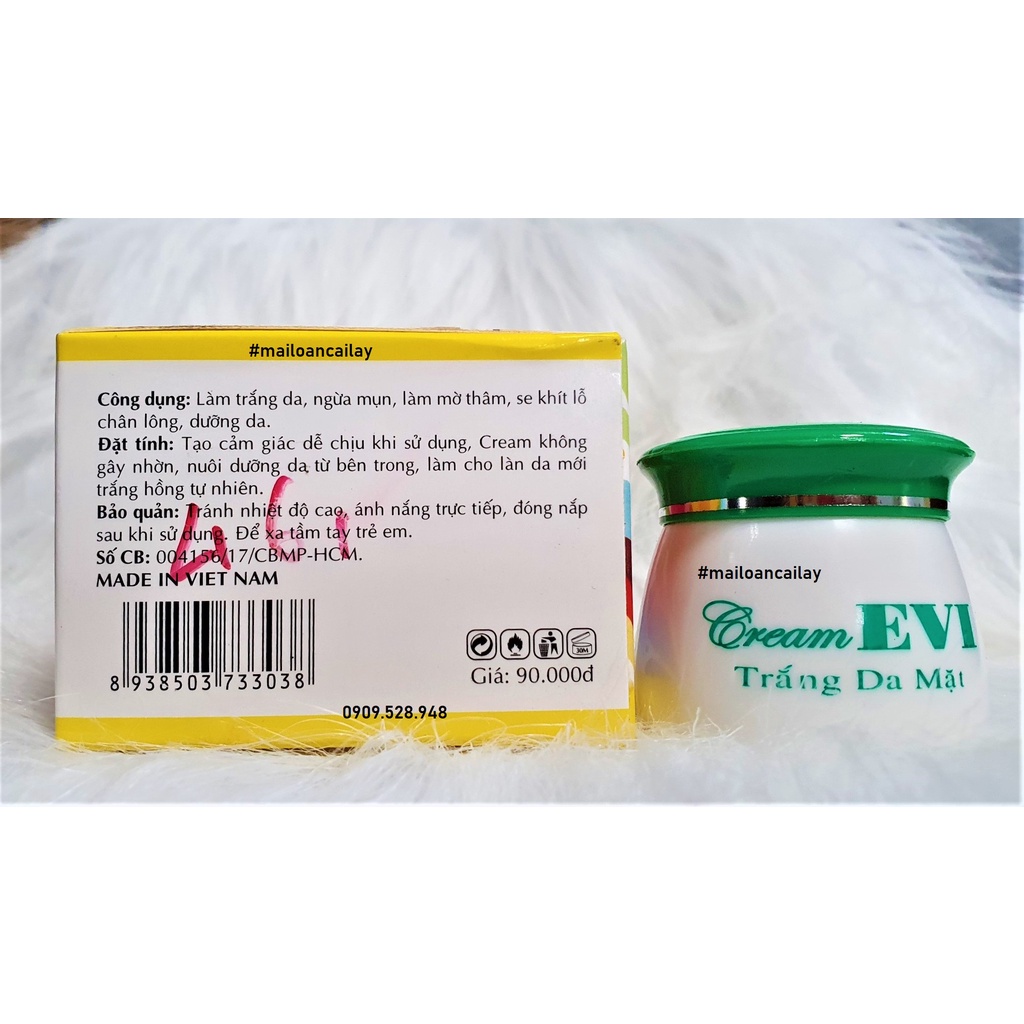 #mailoancailay
Công dụng: Làm trắng da, ngừa mụn, làm mờ thâm, se khít lỗ
chân lông, dưỡng da.
Đặt tính: Tạo cảm giác dễ chịu khi sử dụng, Cream không
gây nhờn, nuôi dưỡng da từ bên trong, làm cho làn da mới
trắng hồng tự nhiên.
Bảo quản: Tránh nhiệt độ cao, ánh nắng trực tiếp, đóng nắp
sau khi sử dụng. Để xa tầm tay trẻ em.
Số CB: 004156/17/CBMP-HCM.
MADE IN VIET NAM
8 938503 733038
30M
Giá: 90.000đ
0909.528.948
#mailoancailay
Cream EVI
Trắng Da Mặt